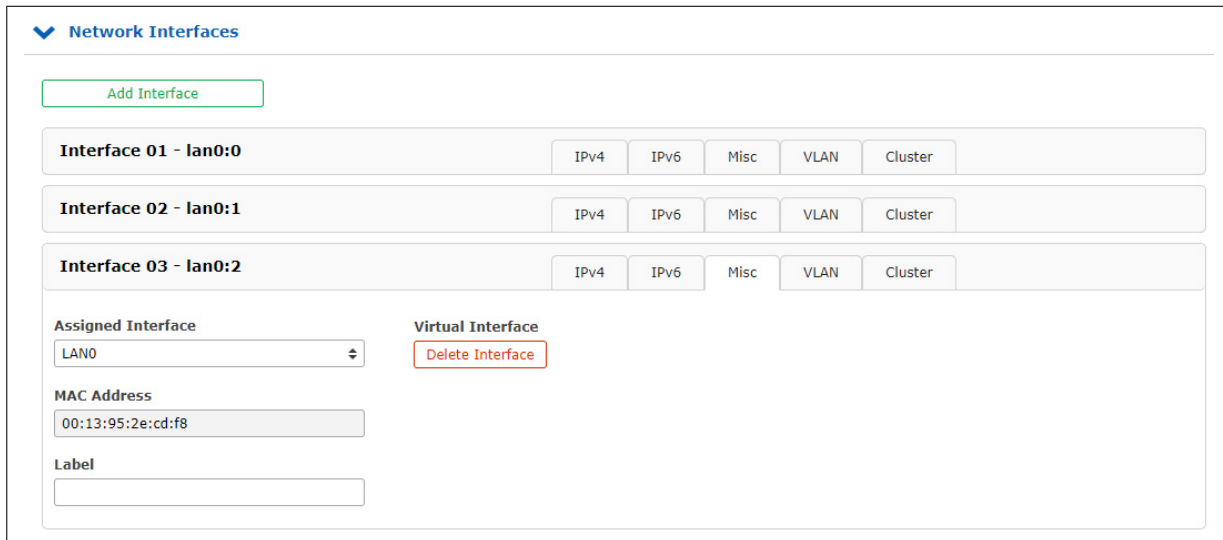 Network Interfaces
Add Interface
Interface 01 - lan0:0 IPv4 IPv6 Misc VLAN Cluster
Interface 02 - lan0:1 IPv4 IPv6 Misc VLAN Cluster
Interface 03 - lan0:2 IPv4 IPv6 Misc VLAN Cluster
Assigned Interface Virtual Interface
LAN0 Delete Interface
MAC Address
00:13:95:2e:cd:f8
Label